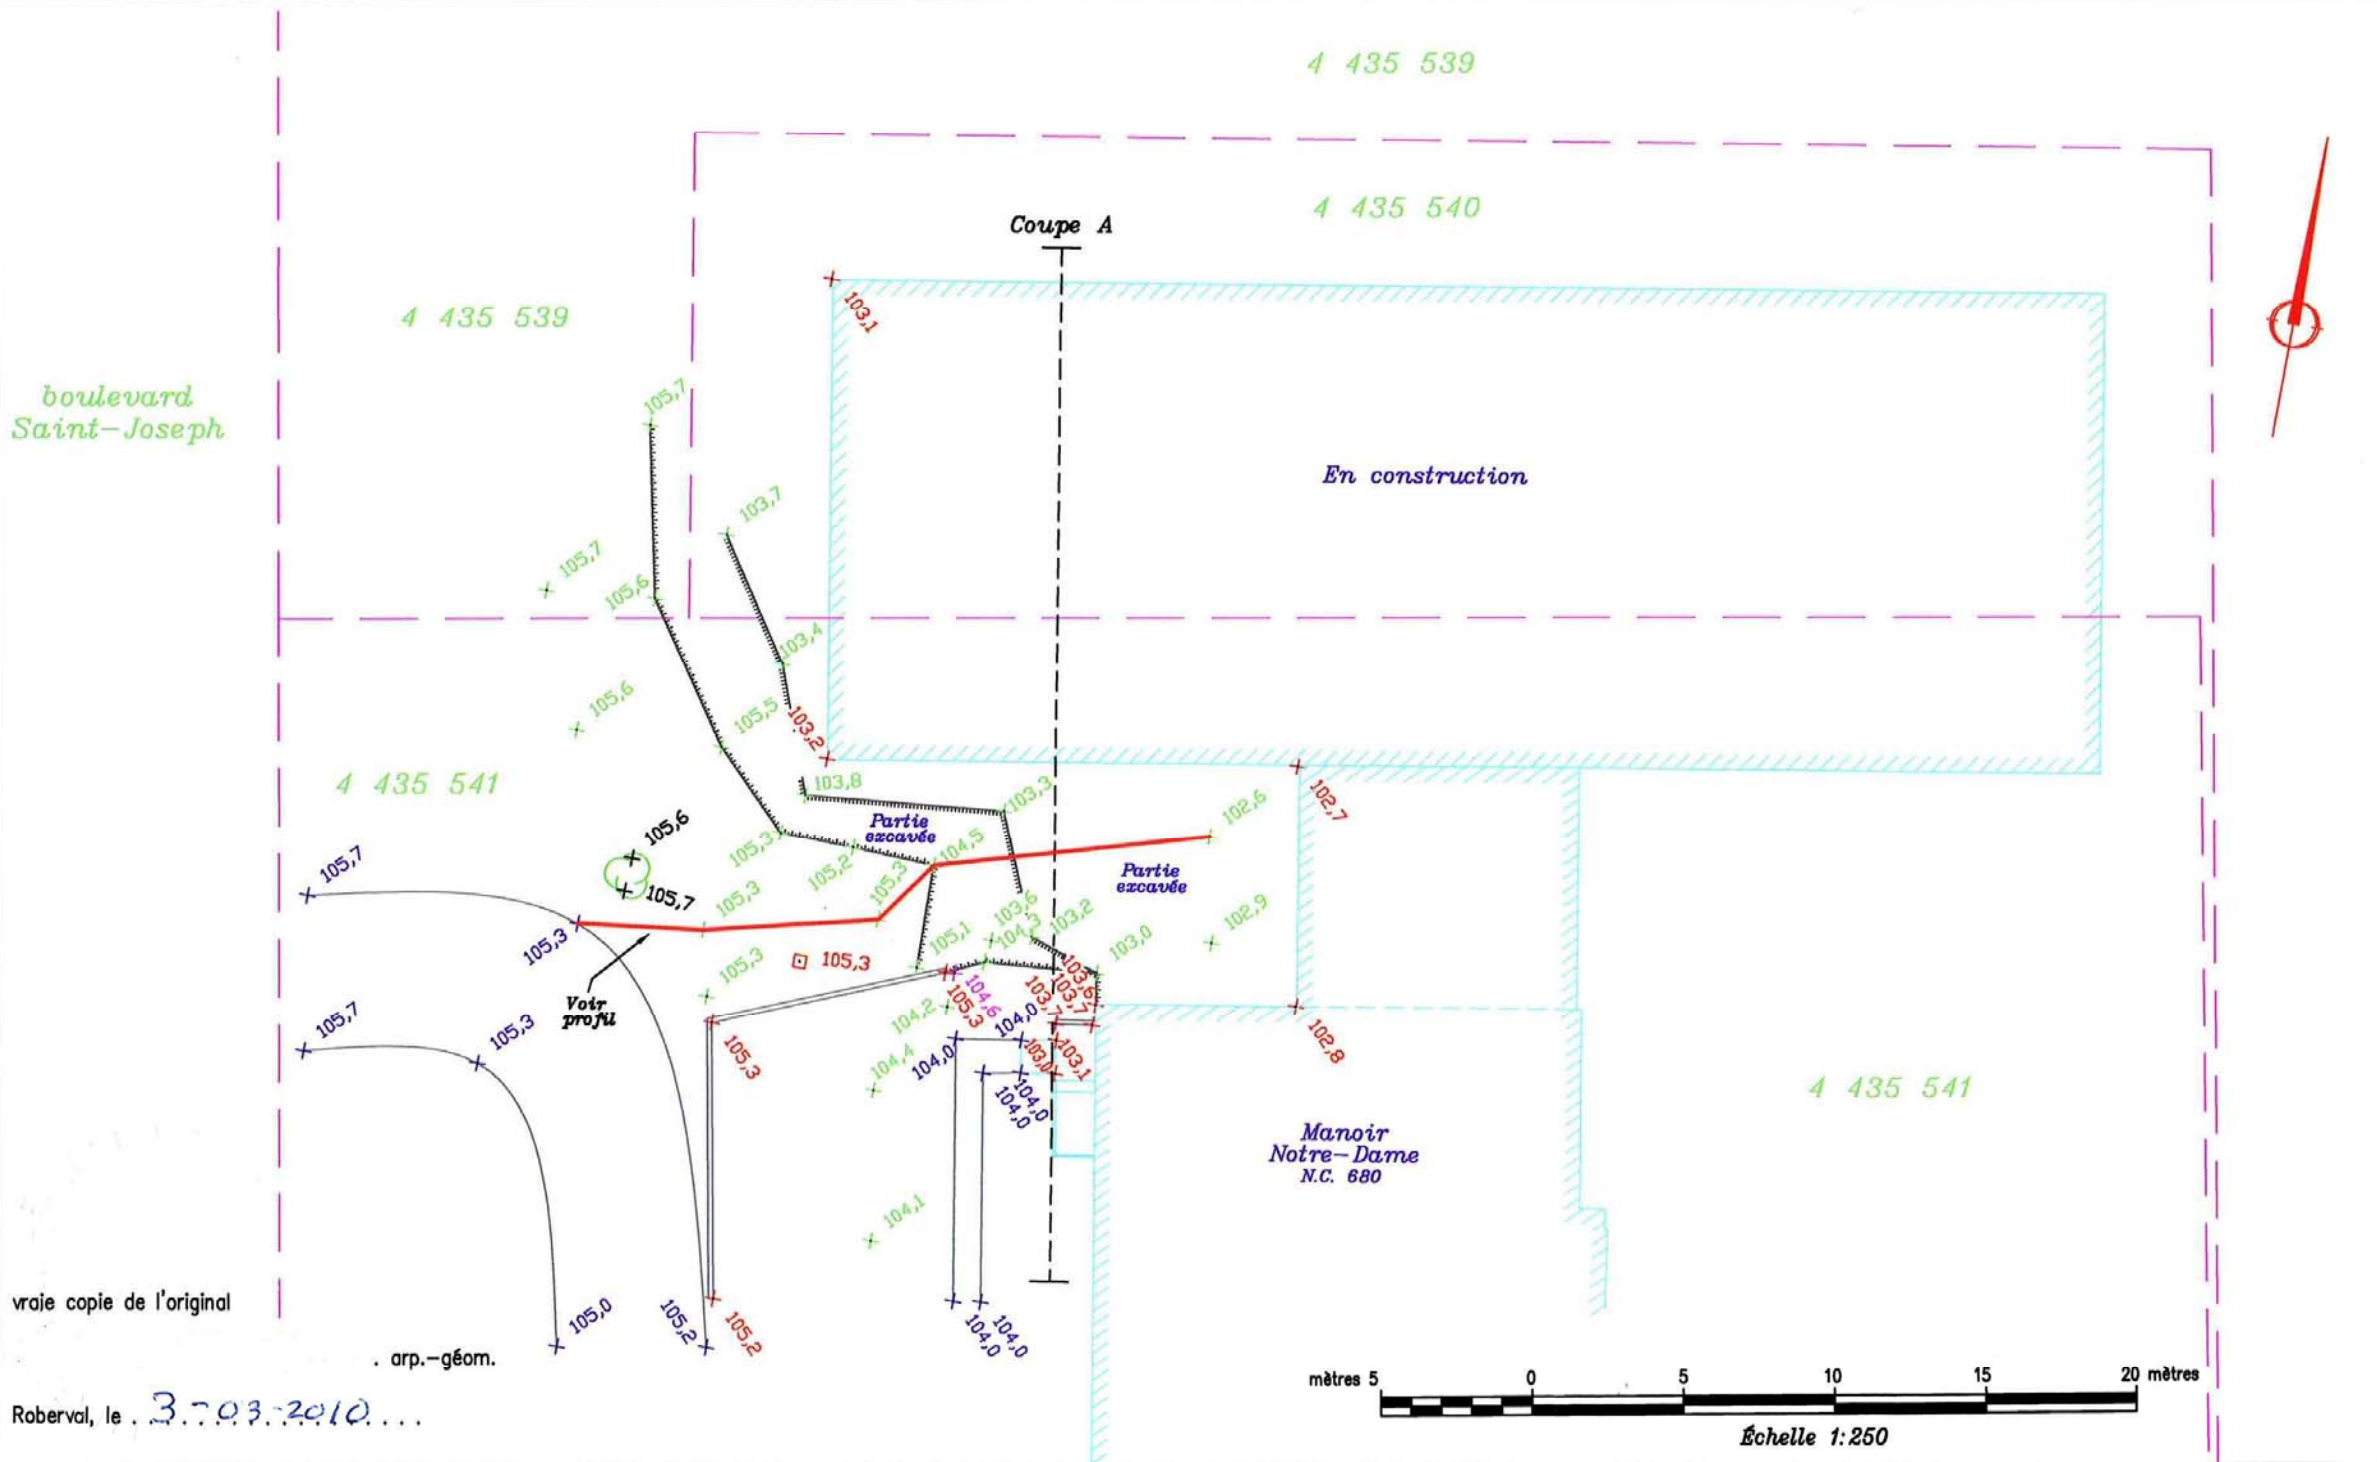 4 435 539
4 435 540
Coupe A
103,1
4 435 539
boulevard
Saint-Joseph
105,7
En construction
103,7
105,7
105,6
103,4
105,6
105,5
103,2
4 435 541
103,8
103,3
102,6
102,7
105,6
Partie
excavée
105,3
104,5
105,2
105,7
105,7
105,3
105,3
Partie
excavée
103,6
103,2
102,9
105,3
104,3
105,1
103,0
105,3
105,3
103,6
103,7
103,7
104,6
105,3
104,2
104,0
Voir
profil
105,7
105,3
105,3
104,4
104,0
103,0
103,1
102,8
104,0
104,0
4 435 541
Manoir
Notre-Dame
N.C. 680
104,1
vraie copie de l'original
105,0
105,2
105,2
104,0
104,0
. arp.-géom.
mètres 5 0 5 10 15 20 mètres
Roberval, le . 3-03-2010....
Échelle 1:250